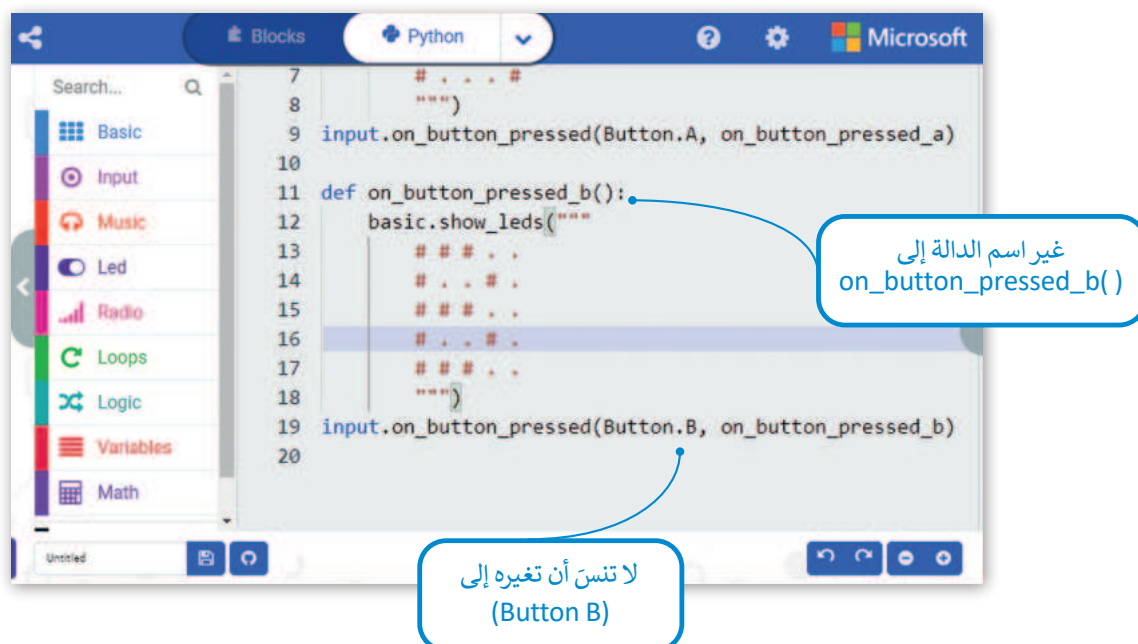 Blocks
Python
Microsoft
Search...
Basic
Input
Music
Led
Radio
Loops
Logic
Variables
Math
7 # . . . #
8 """)
9 input.on_button_pressed(Button.A, on_button_pressed_a)
10
11 def on_button_pressed_b():
12 basic.show_leds("""
13 # # # . .
14 # . . # .
15 # # # . .
16 # . . # .
17 # # # . .
18 """)
19 input.on_button_pressed(Button.B, on_button_pressed_b)
20
غير اسم الدالة إلى
on_button_pressed_b( )
Untitled
لا تنسَ أن تغيره إلى
(Button B)